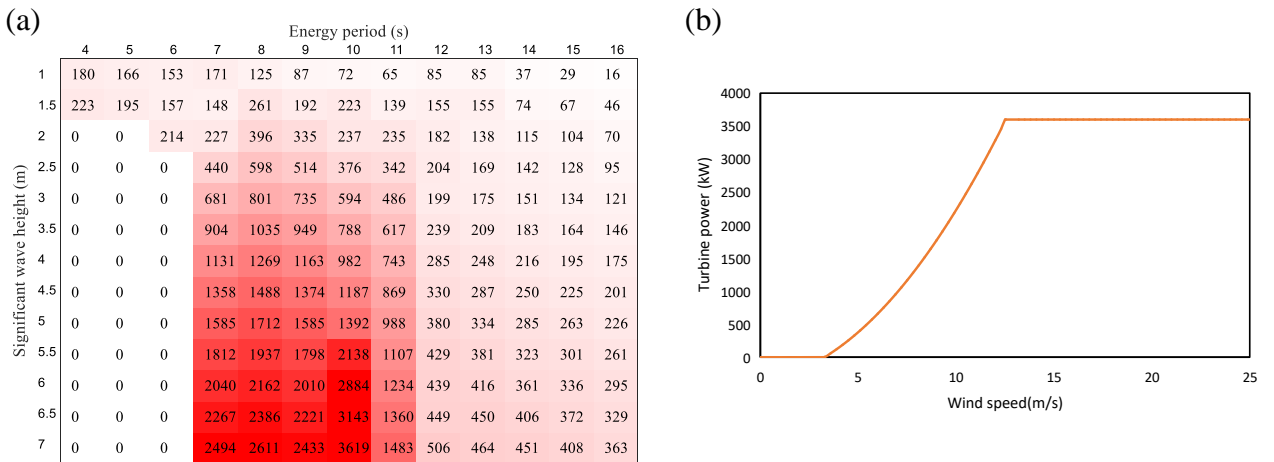 (a)
Energy period (s)
4 5 6 7 8 9 10 11 12 13 14 15 16
Significant wave height (m)
1 180 166 153 171 125 87 72 65 85 85 37 29 16
1.5 223 195 157 148 261 192 223 139 155 155 74 67 46
2 0 0 214 227 396 335 237 235 182 138 115 104 70
2.5 0 0 0 440 598 514 376 342 204 169 142 128 95
3 0 0 0 681 801 735 594 486 199 175 151 134 121
3.5 0 0 0 904 1035 949 788 617 239 209 183 164 146
4 0 0 0 1131 1269 1163 982 743 285 248 216 195 175
4.5 0 0 0 1358 1488 1374 1187 869 330 287 250 225 201
5 0 0 0 1585 1712 1585 1392 988 380 334 285 263 226
5.5 0 0 0 1812 1937 1798 2138 1107 429 381 323 301 261
6 0 0 0 2040 2162 2010 2884 1234 439 416 361 336 295
6.5 0 0 0 2267 2386 2221 3143 1360 449 450 406 372 329
7 0 0 0 2494 2611 2433 3619 1483 506 464 451 408 363
(b)
Turbine power (kW)
4000
3500
3000
2500
2000
1500
1000
500
0
0 5 10 15 20 25
Wind speed(m/s)